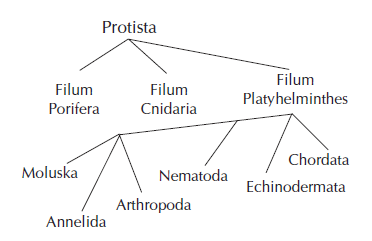 Protista
Filum
Porifera
Filum
Cnidaria
Filum
Platyhelminthes
Moluska
Annelida
Arthropoda
Nematoda
Echinodermata
Chordata